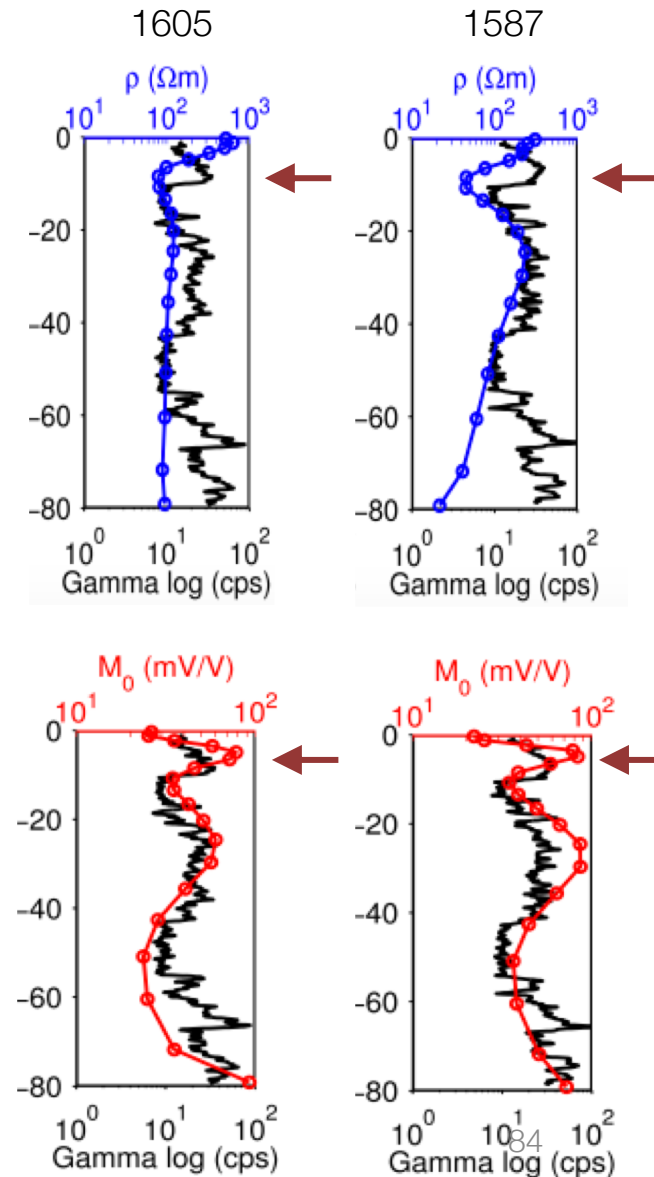 1605 1587
ρ (Ωm) ρ (Ωm)
10¹ 10² 10³ 10¹ 10² 10³
0 0
−20 −20
−40 −40
−60 −60
−80 −80
10⁰ 10¹ 10² 10⁰ 10¹ 10²
Gamma log (cps) Gamma log (cps)
M₀ (mV/V) M₀ (mV/V)
10¹ 10² 10¹ 10²
0 0
−20 −20
−40 −40
−60 −60
−80 −80
10⁰ 10¹ 10² 10⁰ 10¹ 10²
84
Gamma log (cps) Gamma log (cps)